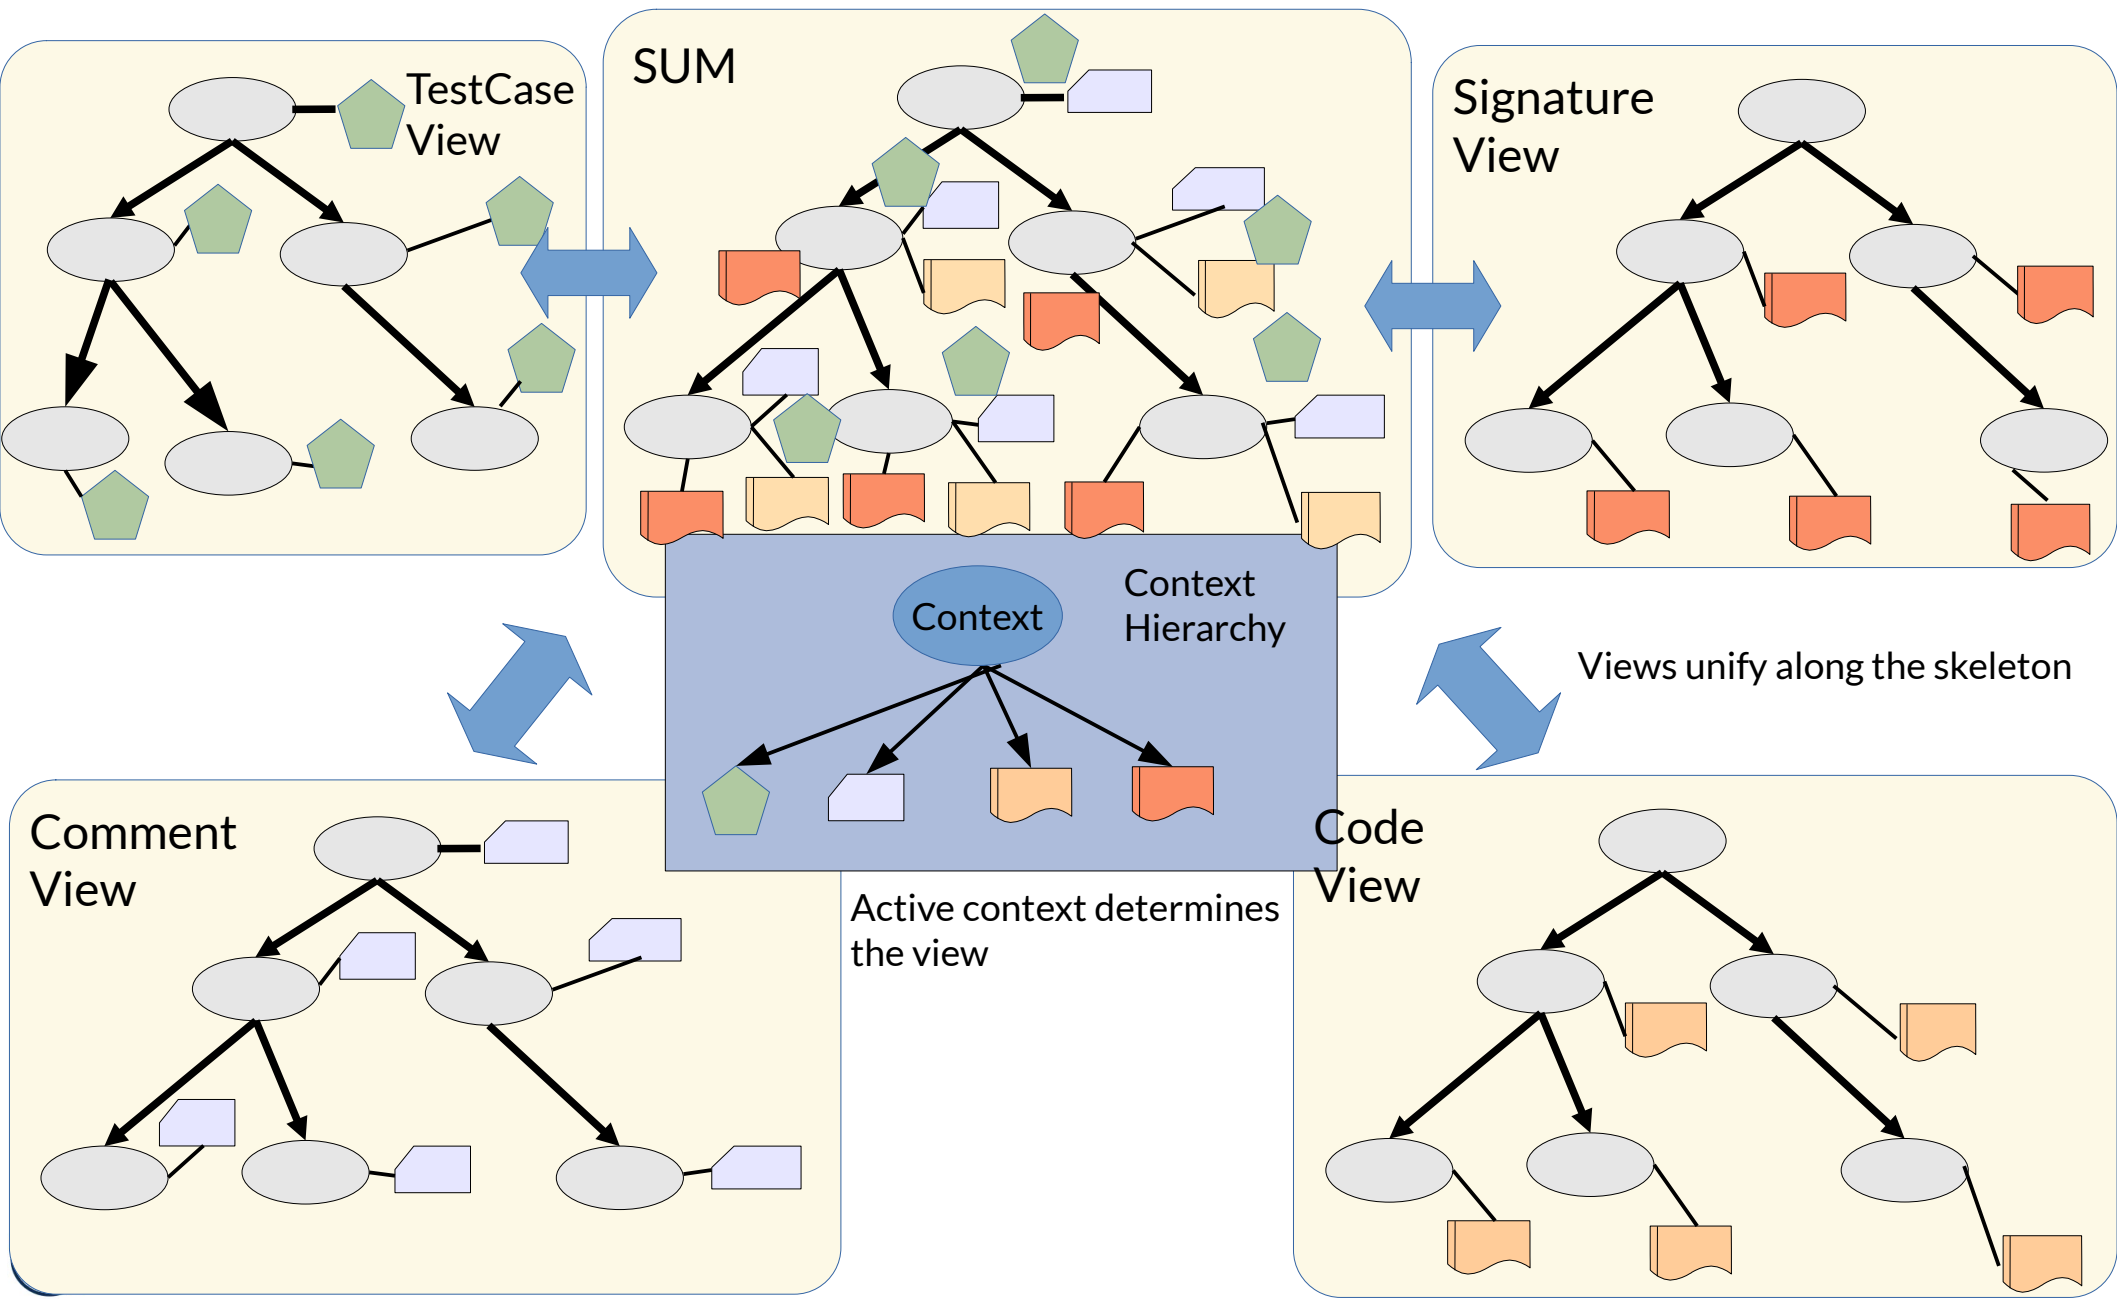 TestCase
View
SUM
Signature
View
Context
Context
Hierarchy
Views unify along the skeleton
Comment
View
Code
View
Active context determines
the view